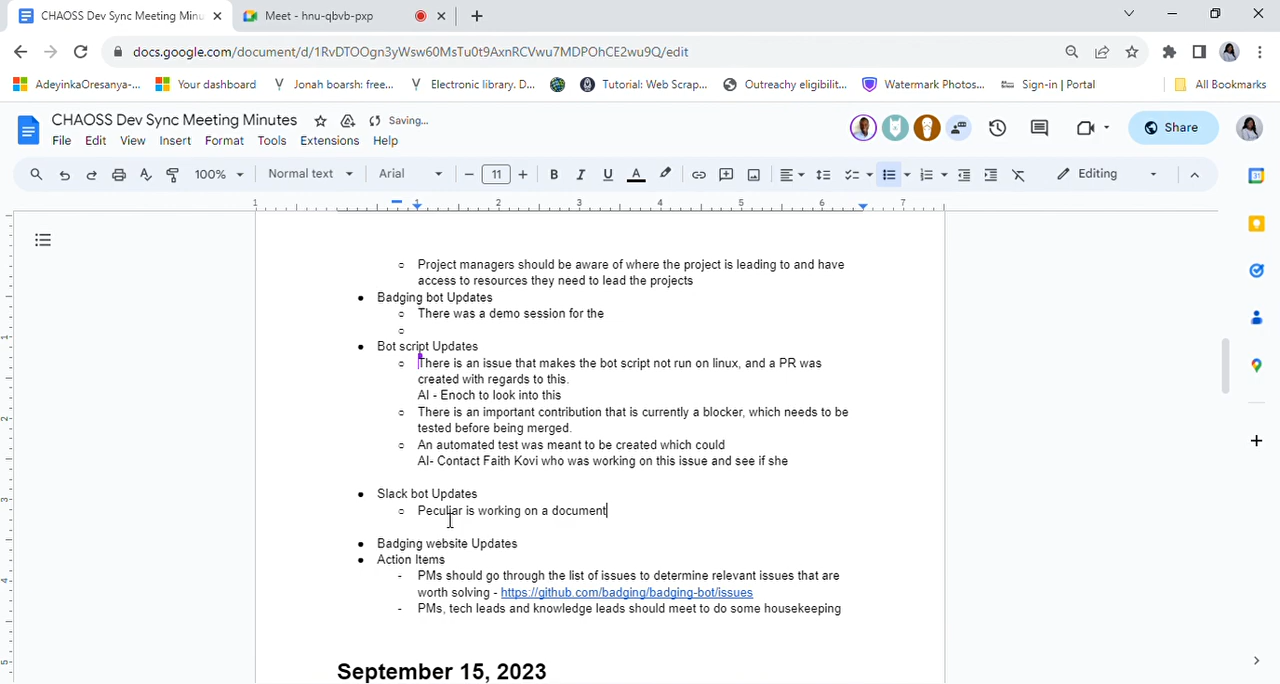 CHAOSS Dev Sync Meeting Minu
Meet - hnu-qbvb-pxp
docs.google.com/document/d/1RvDTOOgn3yWsw60MsTu0t9AxnRCVwu7MDPOhCE2wu9Q/edit
AdeyinkaOresanya-...
Your dashboard
Jonah boarsh: free...
Electronic library. D...
Tutorial: Web Scrap...
Outreachy eligibilit...
Watermark Photos...
Sign-in | Portal
All Bookmarks
CHAOSS Dev Sync Meeting Minutes
Saving...
File Edit View Insert Format Tools Extensions Help
Share
100% Normal text Arial 11 B I U A Editing
1 1 2 3 4 5 6 7
Project managers should be aware of where the project is leading to and have
access to resources they need to lead the projects
Badging bot Updates
There was a demo session for the
Bot script Updates
There is an issue that makes the bot script not run on linux, and a PR was
created with regards to this.
AI - Enoch to look into this
There is an important contribution that is currently a blocker, which needs to be
tested before being merged.
An automated test was meant to be created which could
AI- Contact Faith Kovi who was working on this issue and see if she
Slack bot Updates
Peculiar is working on a document
Badging website Updates
Action Items
- PMs should go through the list of issues to determine relevant issues that are
worth solving - https://github.com/badging/badging-bot/issues
- PMs, tech leads and knowledge leads should meet to do some housekeeping
September 15, 2023